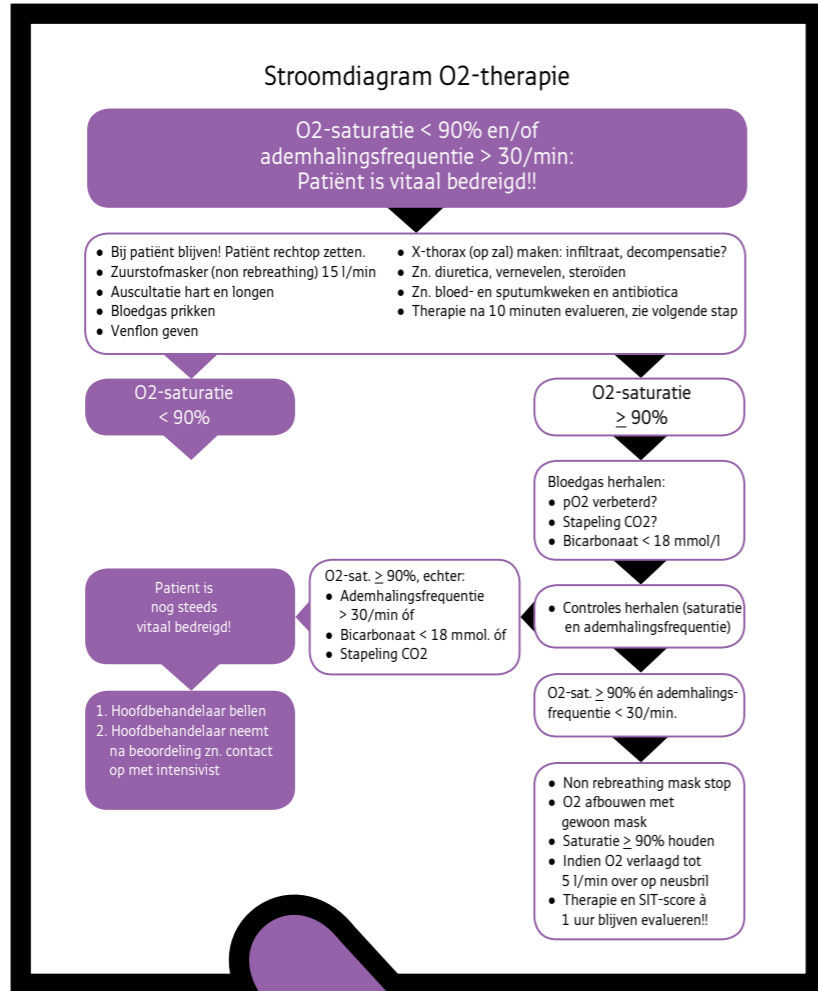 Stroomdiagram O2-therapie
O2-saturatie < 90% en/of
ademhalingsfrequentie > 30/min:
Patiënt is vitaal bedreigd!!
● Bij patiënt blijven! Patiënt rechtop zetten.
● Zuurstofmasker (non rebreathing) 15 l/min
● Auscultatie hart en longen
● Bloedgas prikken
● Venflon geven
● X-thorax (op zal) maken: infiltraat, decompensatie?
● Zn. diuretica, vernevelen, steroïden
● Zn. bloed- en sputumkweken en antibiotica
● Therapie na 10 minuten evalueren, zie volgende stap
O2-saturatie
< 90%
O2-saturatie
≥ 90%
Bloedgas herhalen:
● pO2 verbeterd?
● Stapeling CO2?
● Bicarbonaat < 18 mmol/l
● Controles herhalen (saturatie
en ademhalingsfrequentie)
O2-sat. ≥ 90%, echter:
● Ademhalingsfrequentie
> 30/min óf
● Bicarbonaat < 18 mmol. óf
● Stapeling CO2
Patient is
nog steeds
vitaal bedreigd!
1. Hoofdbehandelaar bellen
2. Hoofdbehandelaar neemt
na beoordeling zn. contact
op met intensivist
O2-sat. ≥ 90% én ademhalings-
frequentie < 30/min.
● Non rebreathing mask stop
● O2 afbouwen met
gewoon mask
● Saturatie ≥ 90% houden
● Indien O2 verlaagd tot
5 l/min over op neusbril
● Therapie en SIT-score à
1 uur blijven evalueren!!